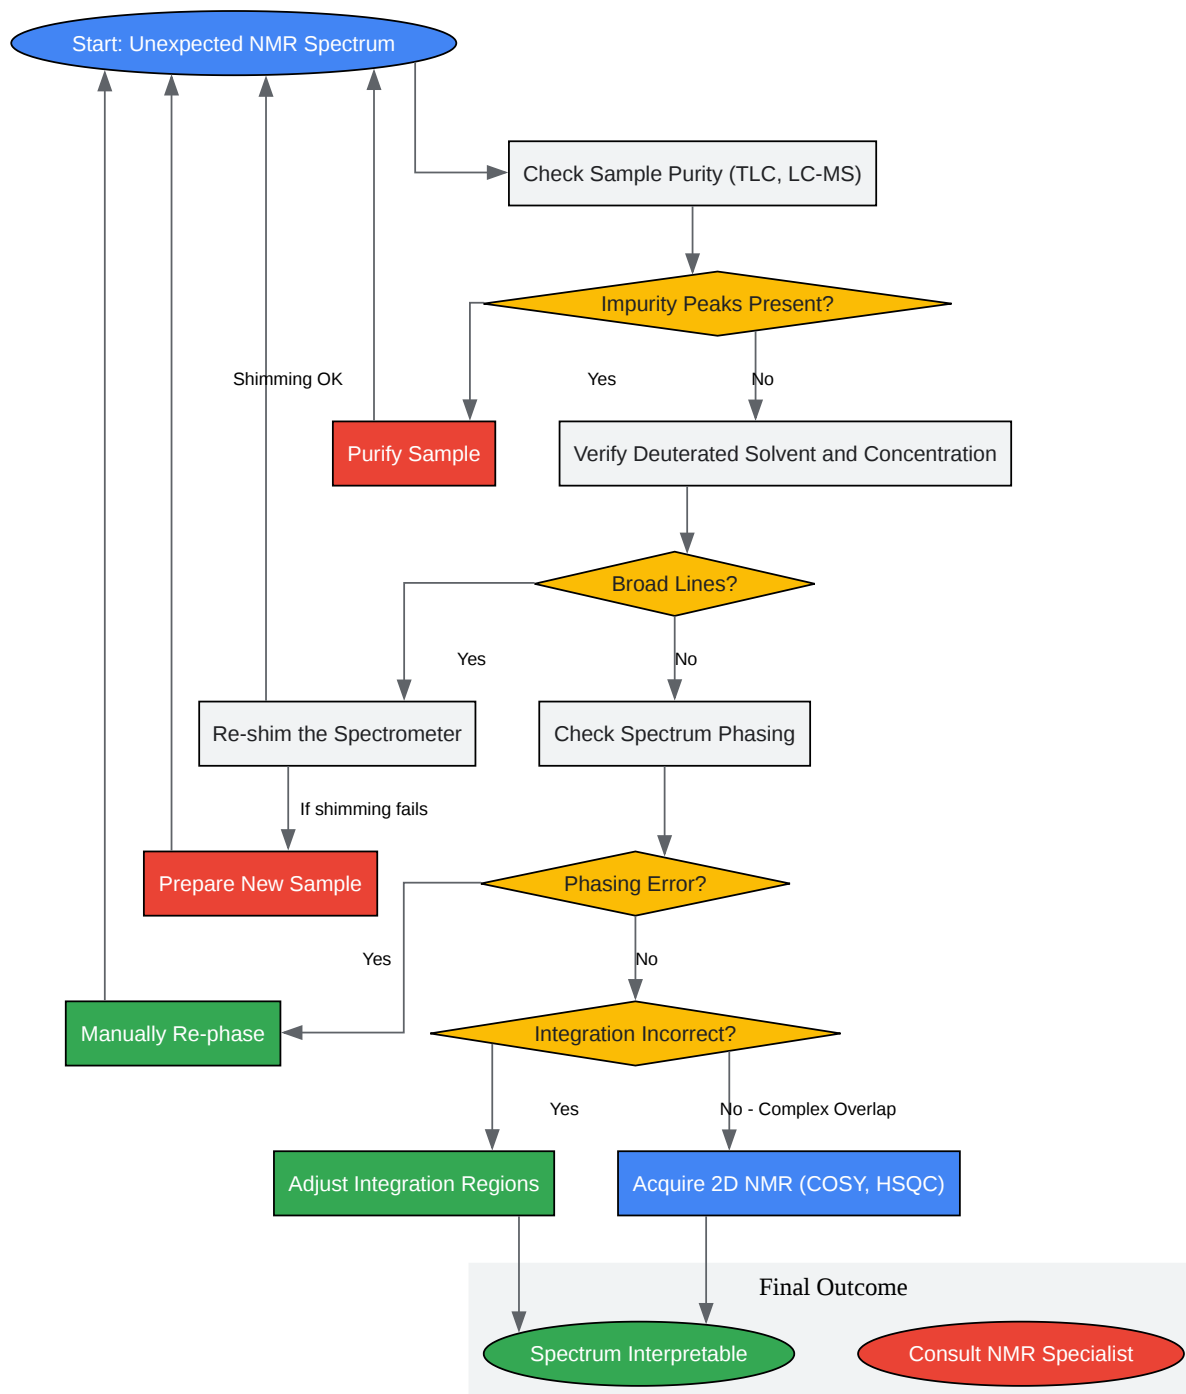 Start: Unexpected NMR Spectrum
Check Sample Purity (TLC, LC-MS)
Impurity Peaks Present?
Shimming OK
Yes
No
Purify Sample
Verify Deuterated Solvent and Concentration
Broad Lines?
Yes
No
Re-shim the Spectrometer
Check Spectrum Phasing
If shimming fails
Prepare New Sample
Phasing Error?
Yes
No
Manually Re-phase
Integration Incorrect?
Yes
No - Complex Overlap
Adjust Integration Regions
Acquire 2D NMR (COSY, HSQC)
Final Outcome
Spectrum Interpretable
Consult NMR Specialist